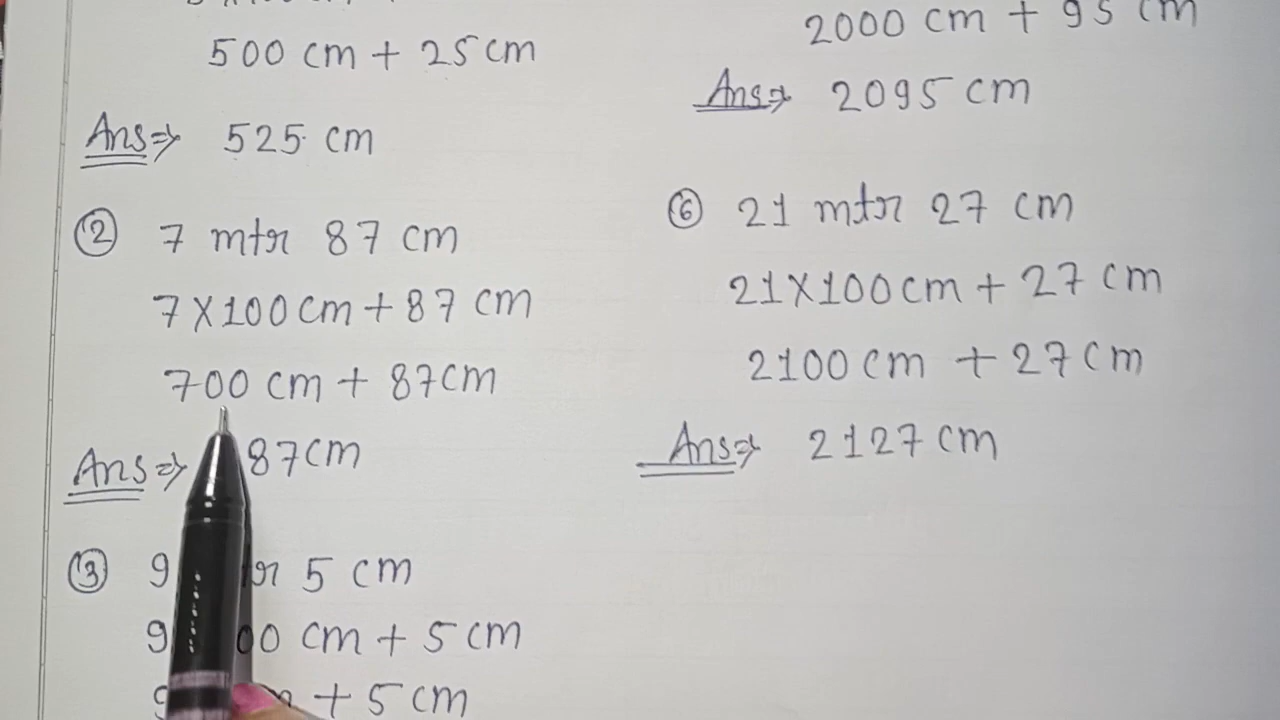 500 cm + 25 cm
Ans⇒ 525 cm
② 7 mtr 87 cm
7×100 cm + 87 cm
700 cm + 87 cm
Ans⇒ 87 cm
③ 9 5 cm
9 00 cm + 5 cm
+ 5 cm
2000 cm + 95 cm
Ans⇒ 2095 cm
⑥ 21 mtr 27 cm
21×100 cm + 27 cm
2100 cm + 27 cm
Ans⇒ 2127 cm